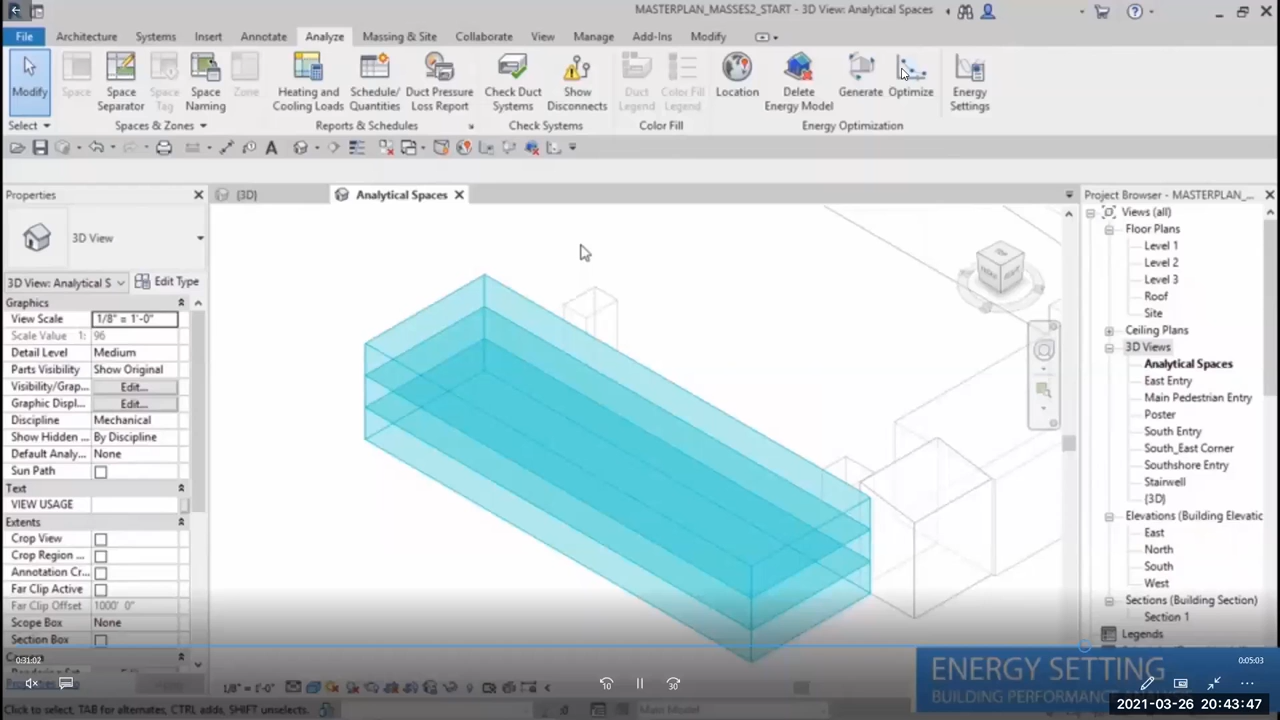 MASTERPLAN_MASSES2_START - 3D View: Analytical Spaces
File Architecture Systems Insert Annotate Analyze Massing & Site Collaborate View Manage Add-Ins Modify
Modify
Space
Space Separator
Space Tag
Space Naming
Zone
Heating and Cooling Loads
Schedule/ Quantities
Duct Pressure Loss Report
Check Duct Systems
Show Disconnects
Duct Legend
Color Fill Legend
Location
Delete Energy Model
Generate
Optimize
Energy Settings
Select Spaces & Zones Reports & Schedules Check Systems Color Fill Energy Optimization
Properties
3D View
3D View: Analytical S Edit Type
Graphics
View Scale 1/8" = 1'-0"
Scale Value 1: 96
Detail Level Medium
Parts Visibility Show Original
Visibility/Grap... Edit...
Graphic Displ... Edit...
Discipline Mechanical
Show Hidden ... By Discipline
Default Analy... None
Sun Path
Text
VIEW USAGE
Extents
Crop View
Crop Region ...
Annotation Cr...
Far Clip Active
Far Clip Offset 1000' 0"
Scope Box None
Section Box
{3D} Analytical Spaces
TOP
Project Browser - MASTERPLAN_...
Views (all)
Floor Plans
Level 1
Level 2
Level 3
Roof
Site
Ceiling Plans
3D Views
Analytical Spaces
East Entry
Main Pedestrian Entry
Poster
South Entry
South_East Corner
Southshore Entry
Stairwell
{3D}
Elevations (Building Elevatic
East
North
South
West
Sections (Building Section)
Section 1
Legends
0:31:02
0:05:03
10
30
1/8" = 1'-0"
ENERGY SETTING
BUILDING PERFORMANCE
Click to select, TAB for alternates, CTRL adds, SHIFT unselects.
:0
Main Model
2021-03-26 20:43:47